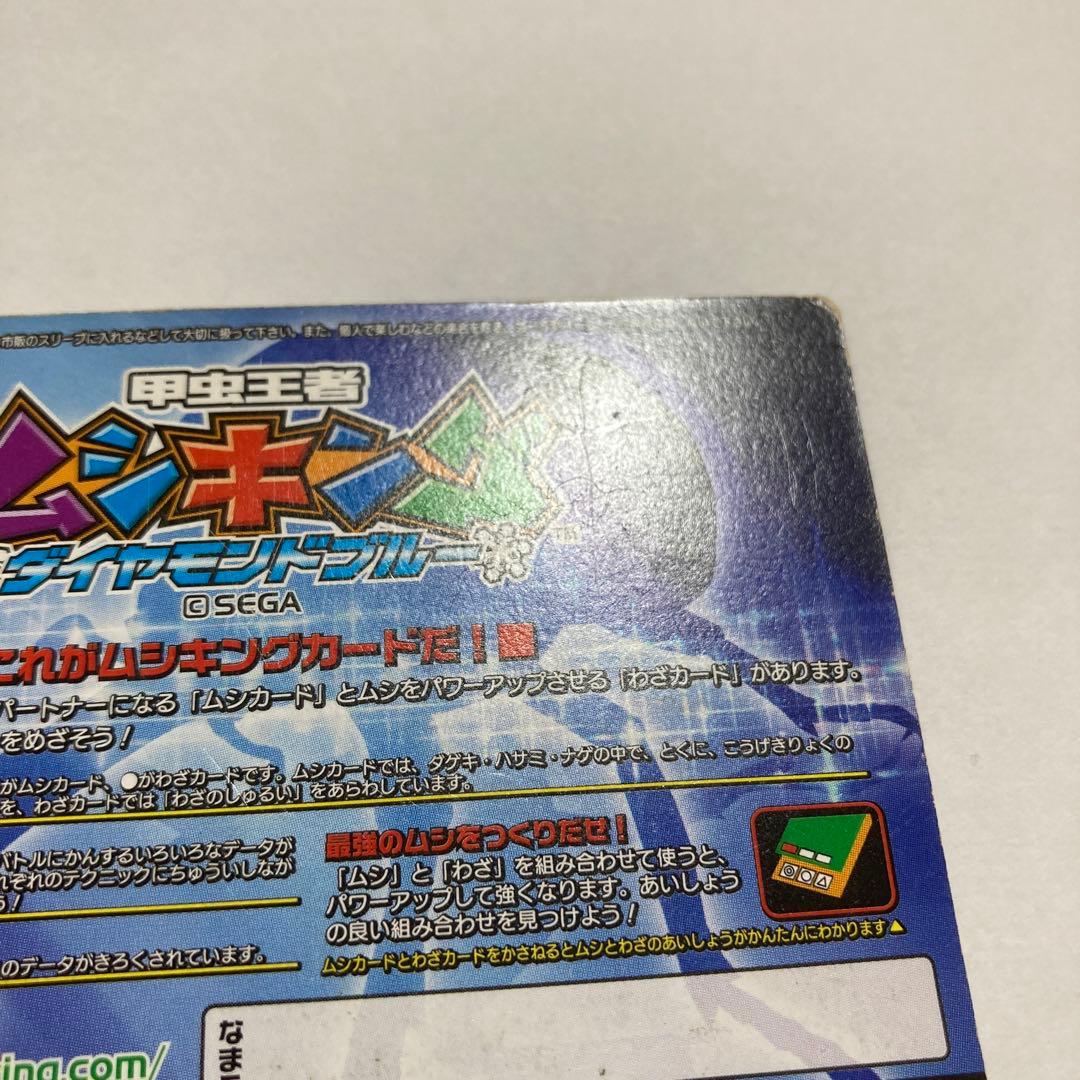 市販のスリーブに入れるなどして大切に扱って下さい。また、個人で楽しむなどの
甲虫王者
ムシキング
ダイヤモンドブルー
TM
©SEGA
これがムシキングカードだ！
パートナーになる「ムシカード」とムシをパワーアップさせる「わざカード」があります。
をめざそう！
がムシカード、●がわざカードです。ムシカードでは、ダゲキ・ハサミ・ナゲの中で、とくに、こうげきりょくの
を、わざカードでは「わざのしゅるい」をあらわしています。
バトルにかんするいろいろなデータが
れぞれのテクニックにちゅういしなが
う！
のデータがきろくされています。
最強のムシをつくりだせ！
「ムシ」と「わざ」を組み合わせて使うと、
パワーアップして強くなります。あいしょう
の良い組み合わせを見つけよう！
ムシカードとわざカードをかさねるとムシとわざのあいしょうがかんたんにわかります▲
なま
ing.com/